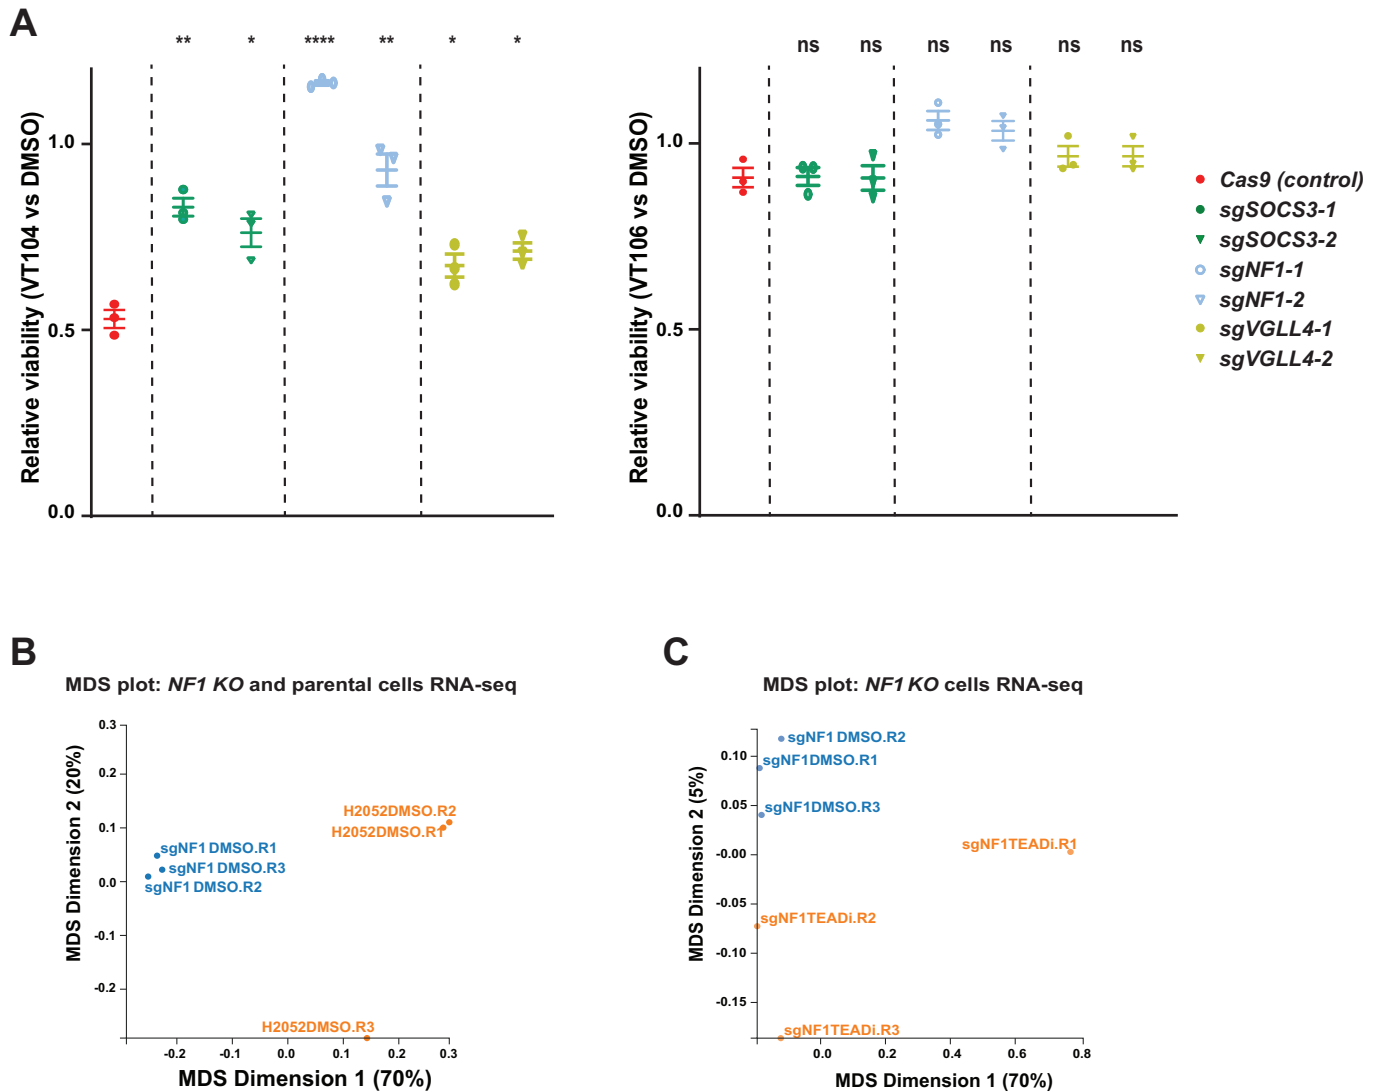 A
** * **** ** * *
ns ns ns ns ns ns
Relative viability (VT104 vs DMSO)
1.0
0.5
0.0
Relative viability (VT106 vs DMSO)
1.0
0.5
0.0
Cas9 (control)
sgSOCS3-1
sgSOCS3-2
sgNF1-1
sgNF1-2
sgVGLL4-1
sgVGLL4-2
B
MDS plot: NF1 KO and parental cells RNA-seq
MDS Dimension 2 (20%)
0.3
0.2
0.1
0.0
-0.1
-0.2
H2052DMSO.R2
H2052DMSO.R1
sgNF1 DMSO.R1
sgNF1 DMSO.R3
sgNF1 DMSO.R2
H2052DMSO.R3
-0.2 -0.1 0.0 0.1 0.2 0.3
MDS Dimension 1 (70%)
C
MDS plot: NF1 KO cells RNA-seq
MDS Dimension 2 (5%)
0.10
0.05
-0.00
-0.05
-0.10
-0.15
sgNF1 DMSO.R2
sgNF1DMSO.R1
sgNF1DMSO.R3
sgNF1TEADi.R1
sgNF1TEADi.R2
sgNF1TEADi.R3
0.0 0.2 0.4 0.6 0.8
MDS Dimension 1 (70%)